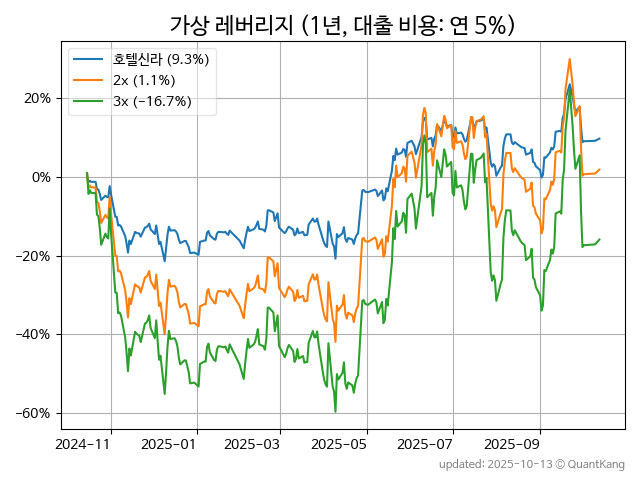 가상 레버리지 (1년, 대출 비용: 연 5%)
호텔신라 (9.3%)
2x (1.1%)
3x (−16.7%)
20%
0%
−20%
−40%
−60%
2024-11 2025-01 2025-03 2025-05 2025-07 2025-09
updated: 2025-10-13 © QuantKang